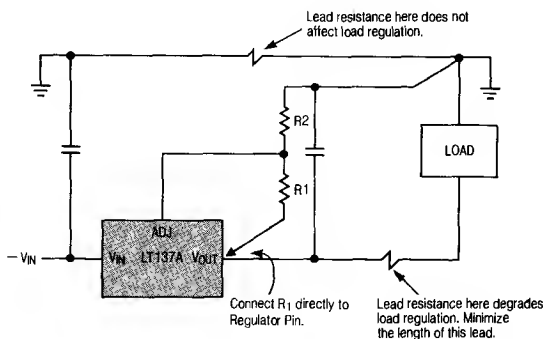 Lead resistance here does not
affect load regulation.
R2
LOAD
R1
ADJ
– VIN
VIN LT137A VOUT
Connect R1 directly to
Regulator Pin.
Lead resistance here degrades
load regulation. Minimize
the length of this lead.